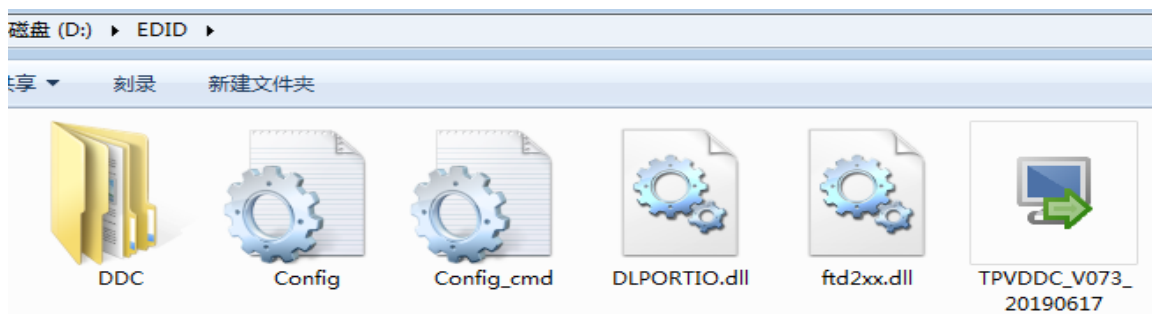 磁盘 (D:) ▸ EDID ▸
享 刻录 新建文件夹
DDC Config Config_cmd DLPORTIO.dll ftd2xx.dll TPVDDC_V073_
20190617